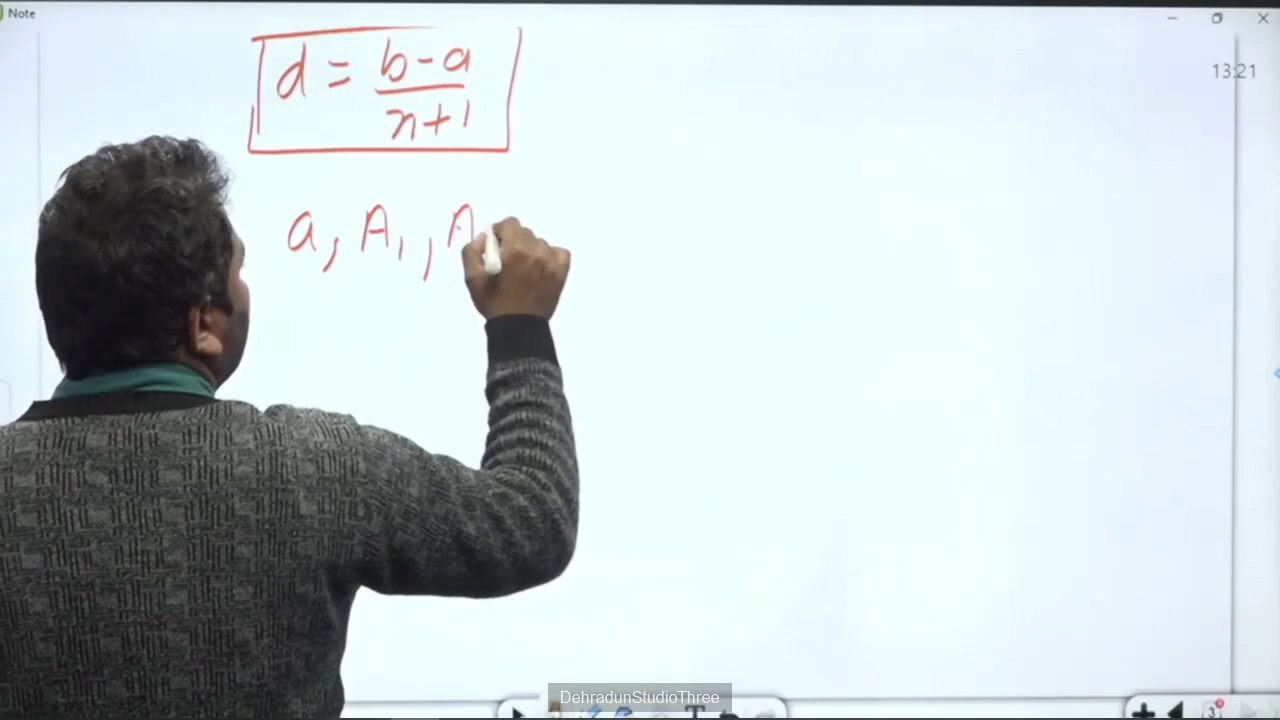 Note
13:21
d = b-a/n+1
a, A₁, A
DehradunStudioThree